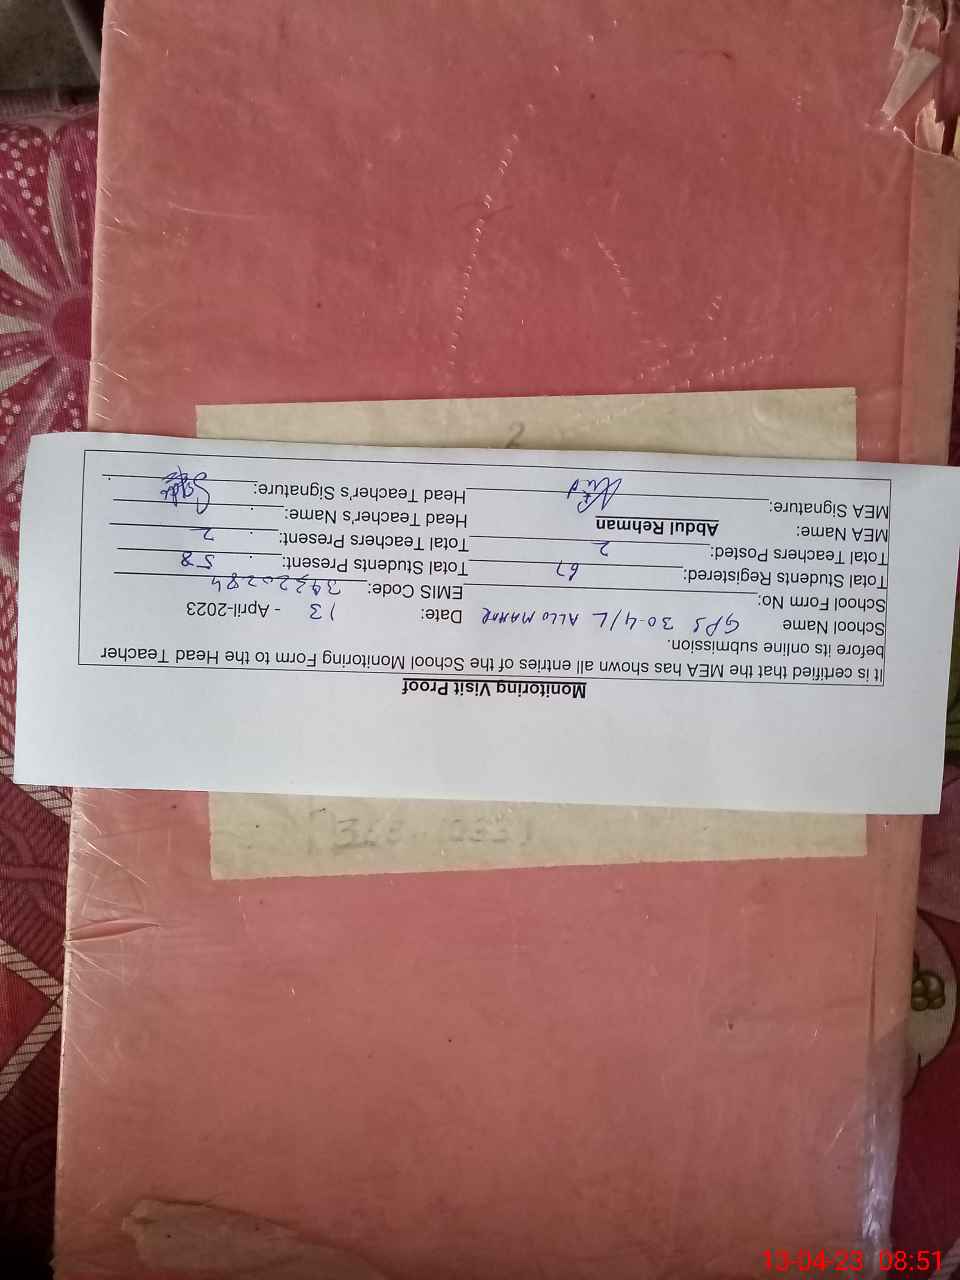 Monitoring Visit Proof
It is certified that the MEA has shown all entries of the School Monitoring Form to the Head Teacher
before its online submission.
School Name GPS 30-4/L ALLO MAHAR Date: 13 - April-2023
School Form No: EMIS Code: 39320284
Total Students Registered: 67 Total Students Present: 58
Total Teachers Posted: 2 Total Teachers Present: 2
MEA Name: Abdul Rehman Head Teacher's Name:
MEA Signature: Head Teacher's Signature:
2
13-04-23 08:51